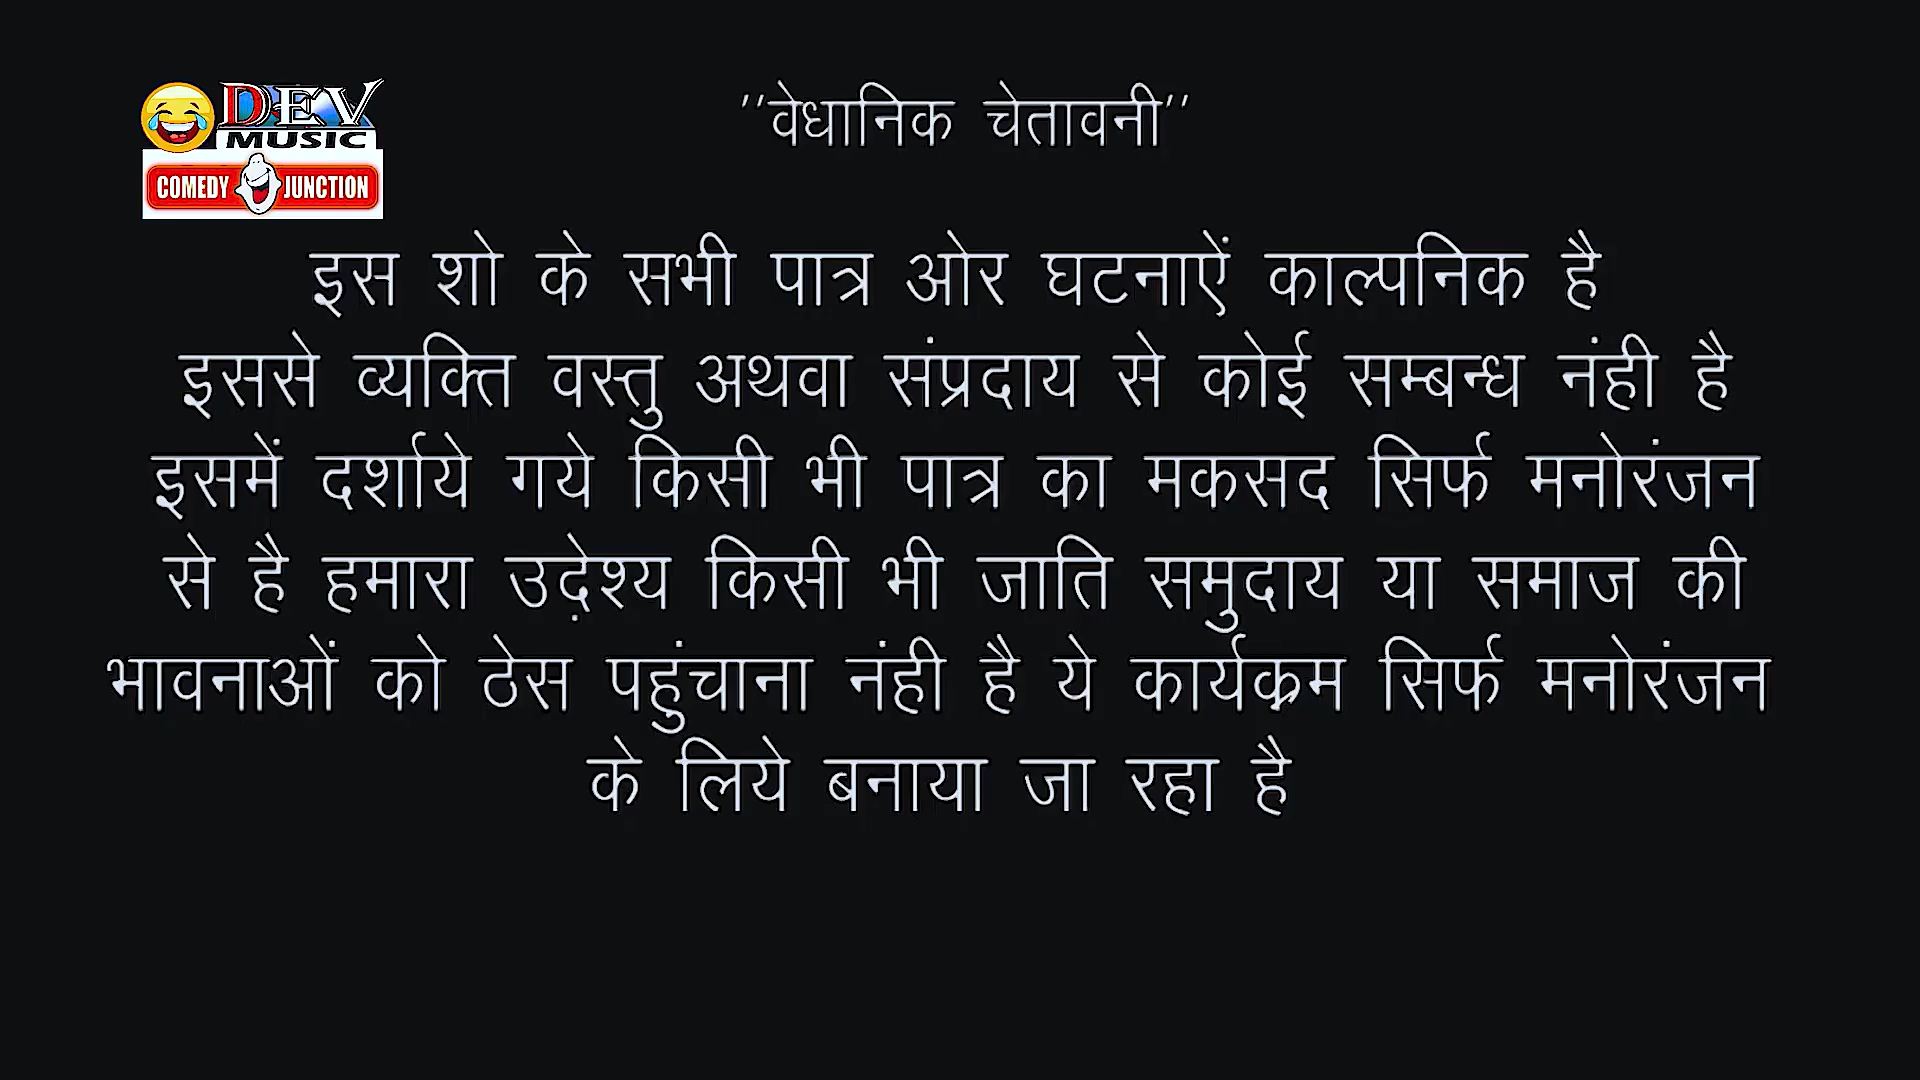 DEV
MUSIC
COMEDY JUNCTION
''वेधानिक चेतावनी''
इस शो के सभी पात्र ओर घटनाऐं काल्पनिक है
इससे व्यक्ति वस्तु अथवा संप्रदाय से कोई सम्बन्ध नंही है
इसमें दर्शाये गये किसी भी पात्र का मकसद सिर्फ मनोरंजन
से है हमारा उद़ेश्य किसी भी जाति समुदाय या समाज की
भावनाओं को ठेस पहुंचाना नंही है ये कार्यक्रम सिर्फ मनोरंजन
के लिये बनाया जा रहा है